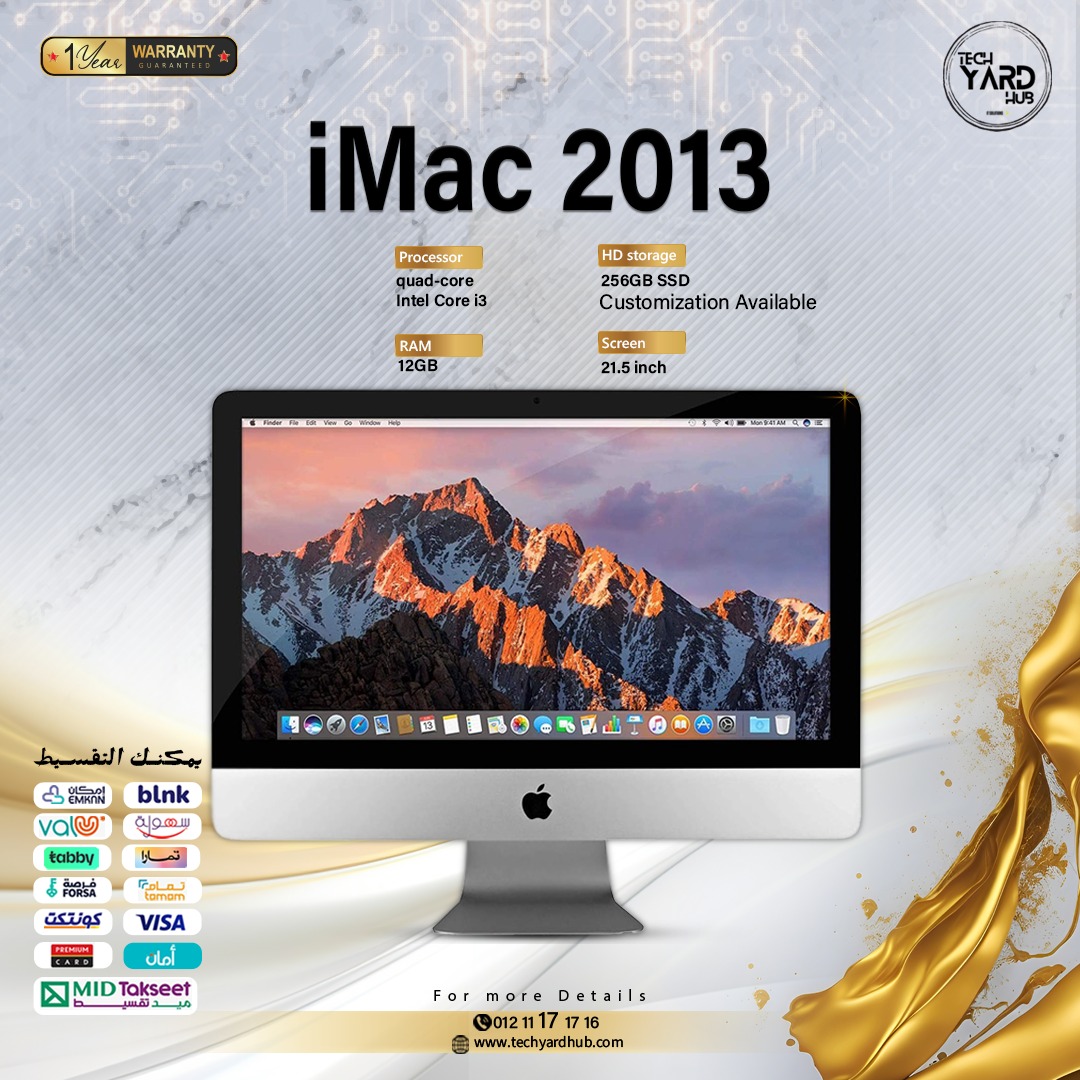 1 Year WARRANTY
GUARANTEED
TECH
YARD
HUB
iMac 2013
Processor
quad-core
Intel Core i3
HD storage
256GB SSD
Customization Available
RAM
12GB
Screen
21.5 inch
Finder File Edit View Go Window Help
Mon 9:41 AM
13
يمكنك التقسيط
إمكان
EMKAN
blnk
valU
سهولة
tabby
تمارا
فرصة
FORSA
تمام
tamam
كونتكت
VISA
PREMIUM
CARD
أمان
MID Takseet
ميد تقسيط
For more Details
012 11 17 17 16
www.techyardhub.com